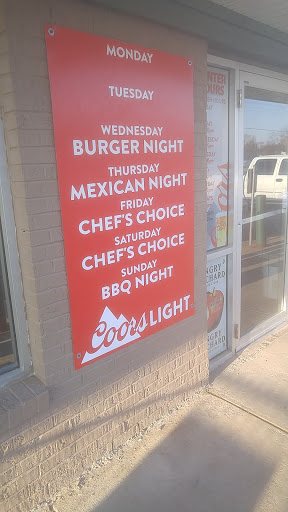 MONDAY
TUESDAY
WEDNESDAY
BURGER NIGHT
THURSDAY
MEXICAN NIGHT
FRIDAY
CHEF'S CHOICE
SATURDAY
CHEF'S CHOICE
SUNDAY
BBQ NIGHT
Coors LIGHT